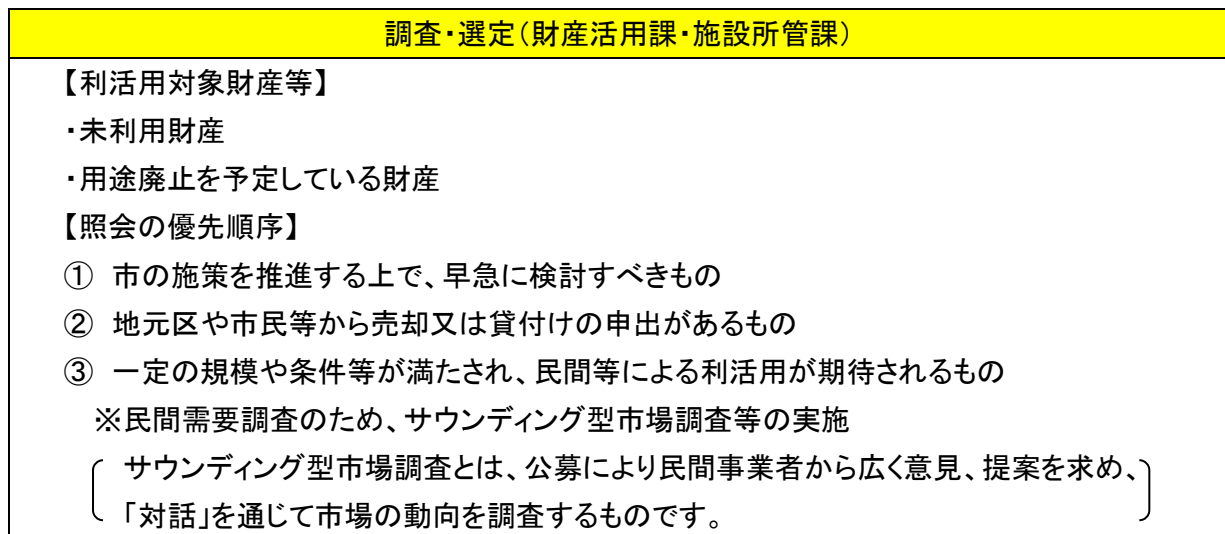 調査・選定（財産活用課・施設所管課）
【利活用対象財産等】
・未利用財産
・用途廃止を予定している財産
【照会の優先順序】
① 市の施策を推進する上で、早急に検討すべきもの
② 地元区や市民等から売却又は貸付けの申出があるもの
③ 一定の規模や条件等が満たされ、民間等による利活用が期待されるもの
※民間需要調査のため、サウンディング型市場調査等の実施
サウンディング型市場調査とは、公募により民間事業者から広く意見、提案を求め、
「対話」を通じて市場の動向を調査するものです。